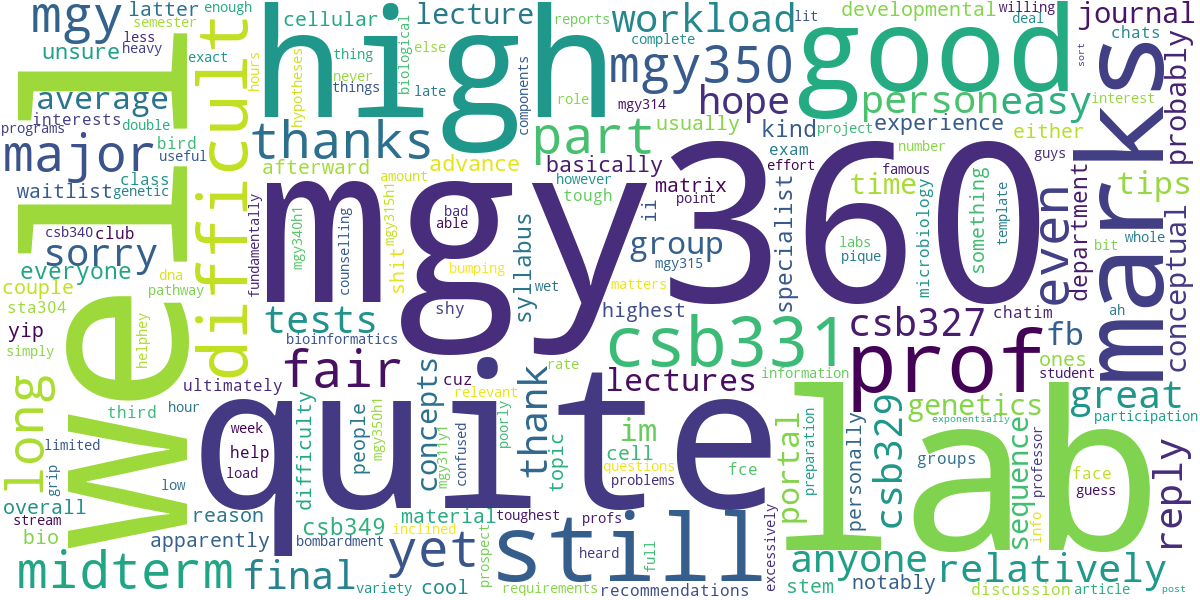 mgy
latter
semester
less
enough
heavy
exact
unsure
average
interests
programs
double
major
bird
useful
waitlist
class
genetic
csb340
club
sorry
everyone
dna
couple
pathway
sta304
yip
simply
helphey
long
well
difficult
hours
cellular
thing
never
things
late
reports
else
biological
components
hypotheses
high
lecture
workload
complete
role
mgy350
mgy314
lit
developmental
willing
deal
chats
sort
journal
good
hope
person
easy
interest
probably
thanks
part
usually
kind
project
experience
either
number
guys
exam
effort
afterward
advance
basically
however
tough
matrix
point
famous
time
tips
amount
bad
able
shy
bumping
mgy360
ii
group
mgy315
matters
highest
specialist
labs
pique
microbiology
something
template
even
department
bit
whole
conceptual
marks
fundamentally
mgy340h1
counselling
mgy315h1
shit
syllabus
wet
tests
bioinformatics
fair
cuz
relevant
lectures
csb331
information
csb327
prof
fb
chatim
ah
ones
student
great
participation
ultimately
third
hour
limited
grip
low
load
week
help
quite
difficulty
people
mgy350h1
concepts
mgy311y1
confused
poorly
thank
rate
topic
im
cell
questions
problems
fce
portal
preparation
personally
csb329
genetics
exponentially
groups
sequence
professor
info
face
guess
reply
lab
overall
stream
bio
reason
apparently
csb349
bombardment
material
inclined
toughest
profs
heard
full
excessively
midterm
final
variety
yet
cool
prospect
still
requirements
recommendations
anyone
stem
notably
relatively
discussion
article
post